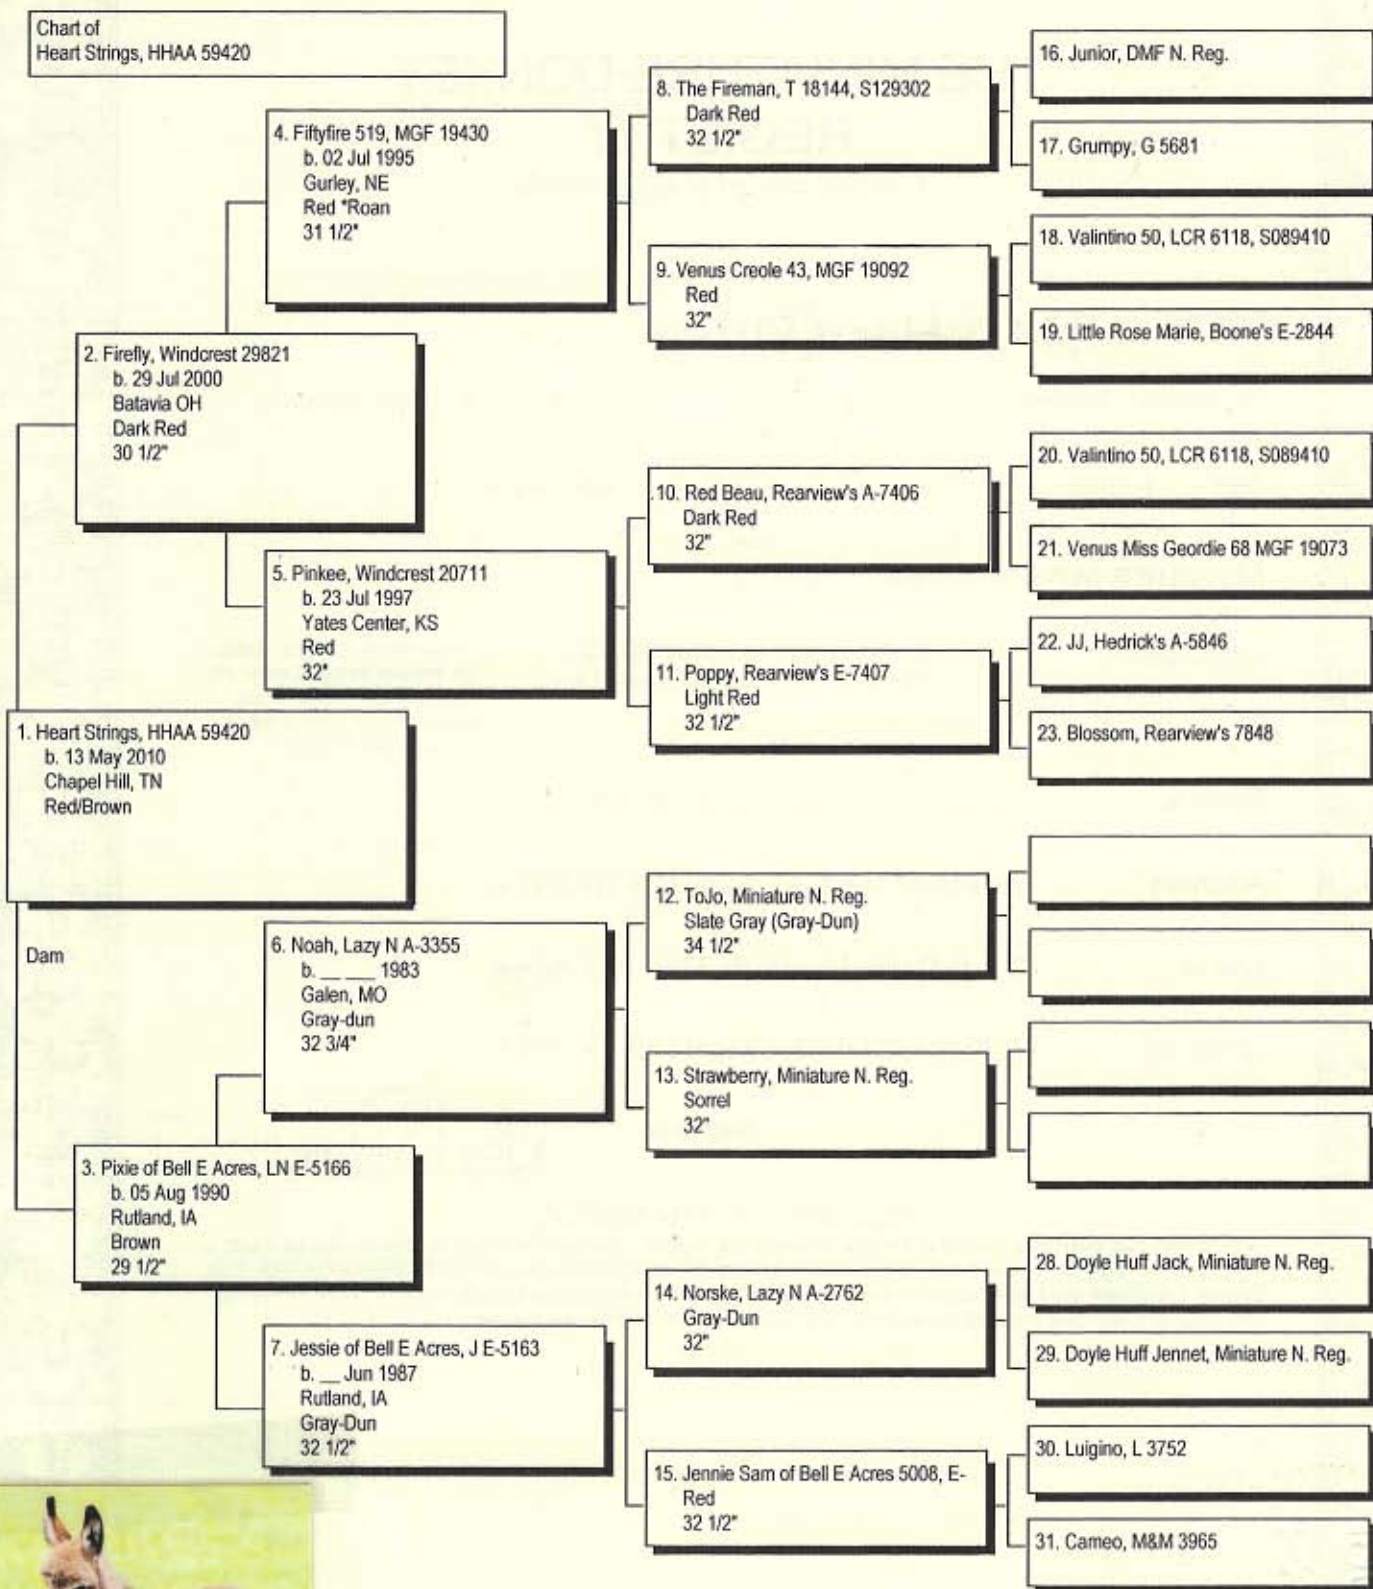 Chart of
Heart Strings, HHAA 59420
1. Heart Strings, HHAA 59420
b. 13 May 2010
Chapel Hill, TN
Red/Brown
Dam
2. Firefly, Windcrest 29821
b. 29 Jul 2000
Batavia OH
Dark Red
30 1/2"
3. Pixie of Bell E Acres, LN E-5166
b. 05 Aug 1990
Rutland, IA
Brown
29 1/2"
4. Fiftyfire 519, MGF 19430
b. 02 Jul 1995
Gurley, NE
Red *Roan
31 1/2"
5. Pinkee, Windcrest 20711
b. 23 Jul 1997
Yates Center, KS
Red
32"
6. Noah, Lazy N A-3355
b. __ ___ 1983
Galen, MO
Gray-dun
32 3/4"
7. Jessie of Bell E Acres, J E-5163
b. __ Jun 1987
Rutland, IA
Gray-Dun
32 1/2"
8. The Fireman, T 18144, S129302
Dark Red
32 1/2"
9. Venus Creole 43, MGF 19092
Red
32"
10. Red Beau, Rearview's A-7406
Dark Red
32"
11. Poppy, Rearview's E-7407
Light Red
32 1/2"
12. ToJo, Miniature N. Reg.
Slate Gray (Gray-Dun)
34 1/2"
13. Strawberry, Miniature N. Reg.
Sorrel
32"
14. Norske, Lazy N A-2762
Gray-Dun
32"
15. Jennie Sam of Bell E Acres 5008, E-
Red
32 1/2"
16. Junior, DMF N. Reg.
17. Grumpy, G 5681
18. Valintino 50, LCR 6118, S089410
19. Little Rose Marie, Boone's E-2844
20. Valintino 50, LCR 6118, S089410
21. Venus Miss Geordie 68 MGF 19073
22. JJ, Hedrick's A-5846
23. Blossom, Rearview's 7848
28. Doyle Huff Jack, Miniature N. Reg.
29. Doyle Huff Jennet, Miniature N. Reg.
30. Luigino, L 3752
31. Cameo, M&M 3965